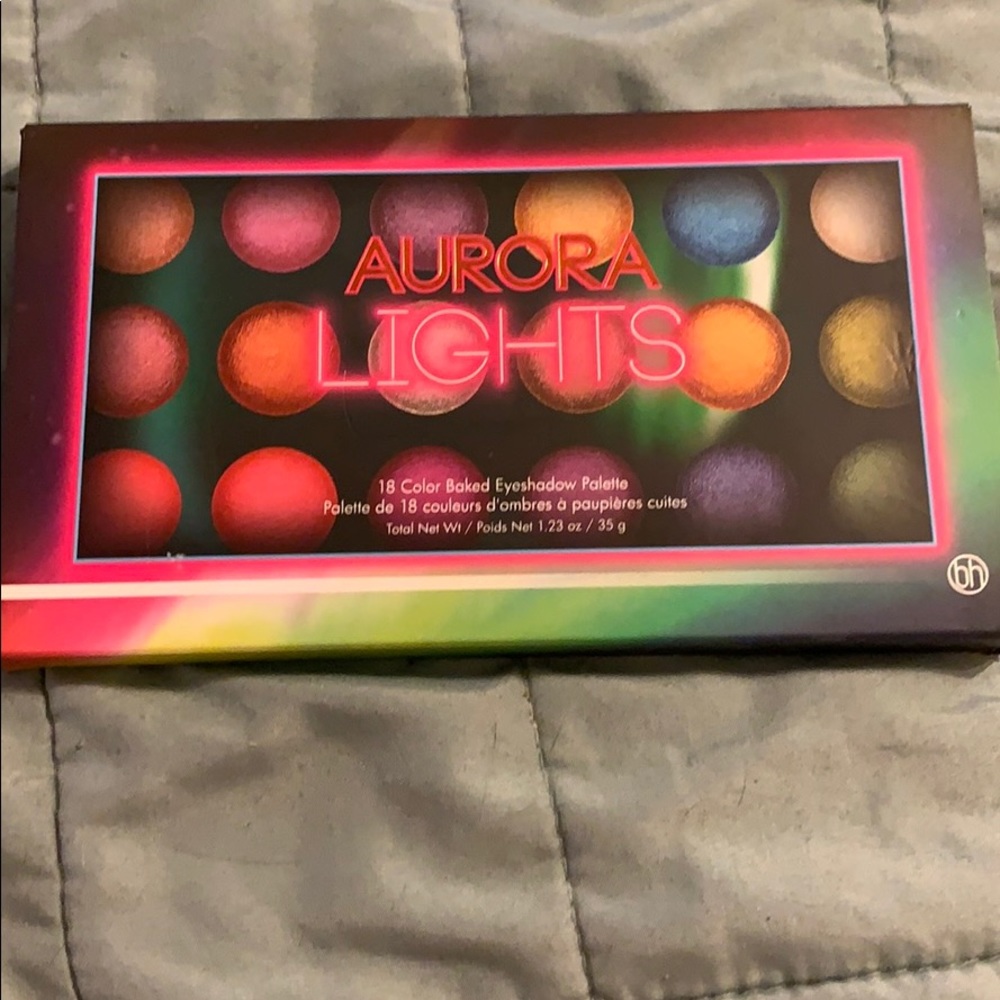 AURORA
LIGHTS
18 Color Baked Eyeshadow Palette
Palette de 18 couleurs d'ombres à paupières cuites
Total Net Wt / Poids Net 1.23 oz / 35 g
bh